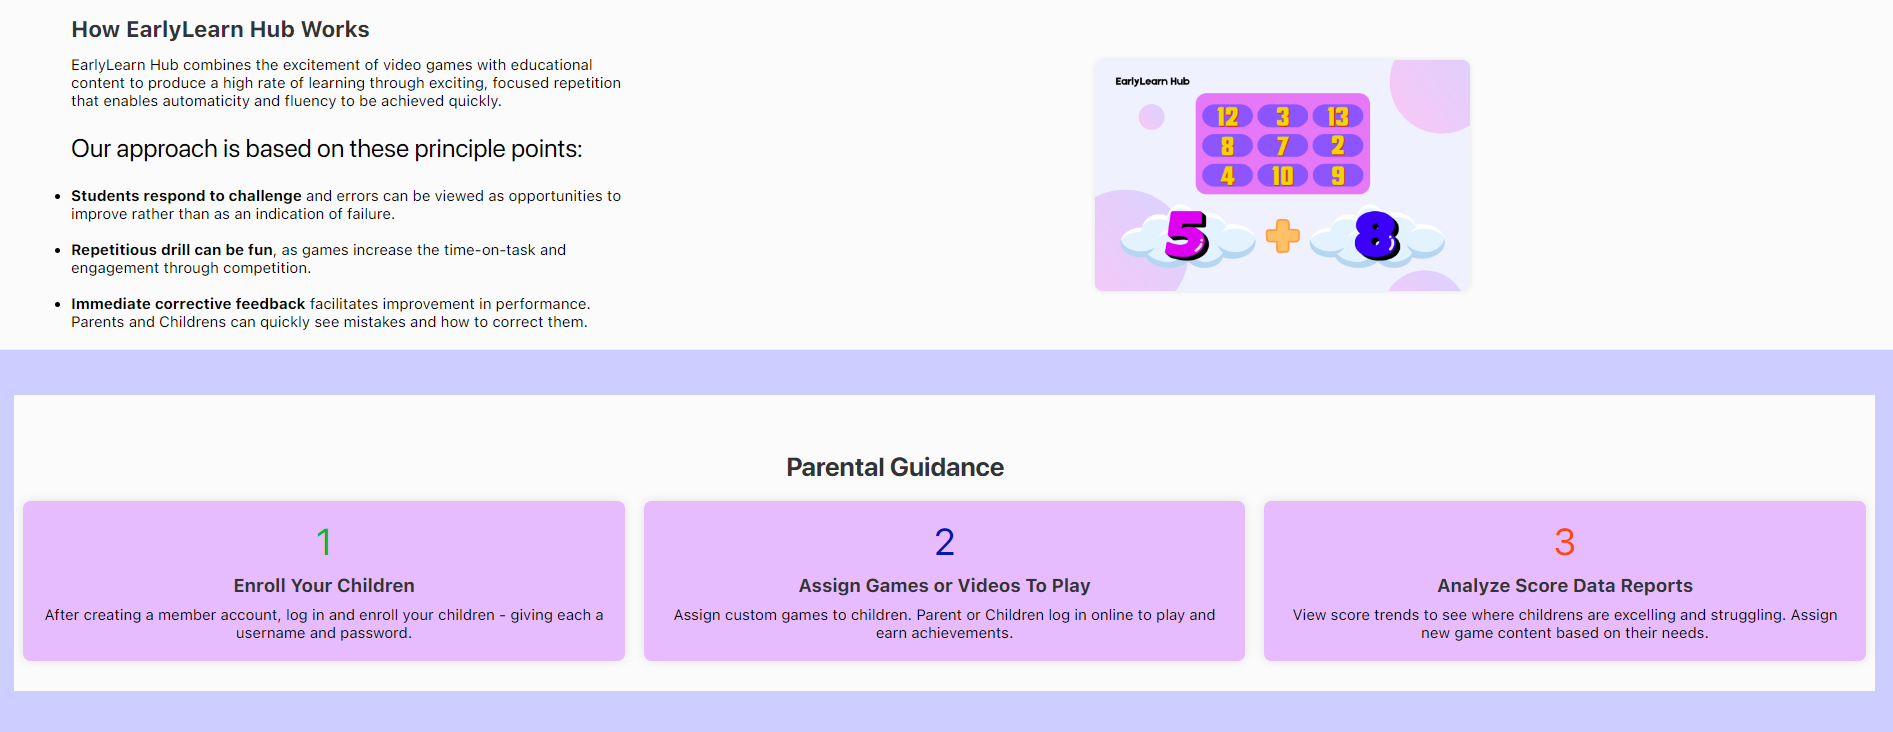 How EarlyLearn Hub Works
EarlyLearn Hub combines the excitement of video games with educational
content to produce a high rate of learning through exciting, focused repetition
that enables automaticity and fluency to be achieved quickly.
Our approach is based on these principle points:
• Students respond to challenge and errors can be viewed as opportunities to
improve rather than as an indication of failure.
• Repetitious drill can be fun, as games increase the time-on-task and
engagement through competition.
• Immediate corrective feedback facilitates improvement in performance.
Parents and Childrens can quickly see mistakes and how to correct them.
EarlyLearn Hub
12 3 13
8 7 2
4 10 9
5 + 8
Parental Guidance
1
Enroll Your Children
After creating a member account, log in and enroll your children - giving each a
username and password.
2
Assign Games or Videos To Play
Assign custom games to children. Parent or Children log in online to play and
earn achievements.
3
Analyze Score Data Reports
View score trends to see where childrens are excelling and struggling. Assign
new game content based on their needs.